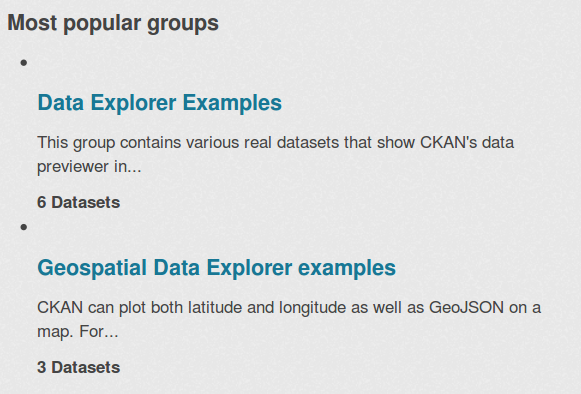 Most popular groups
Data Explorer Examples
This group contains various real datasets that show CKAN's data
previewer in...
6 Datasets
Geospatial Data Explorer examples
CKAN can plot both latitude and longitude as well as GeoJSON on a
map. For...
3 Datasets